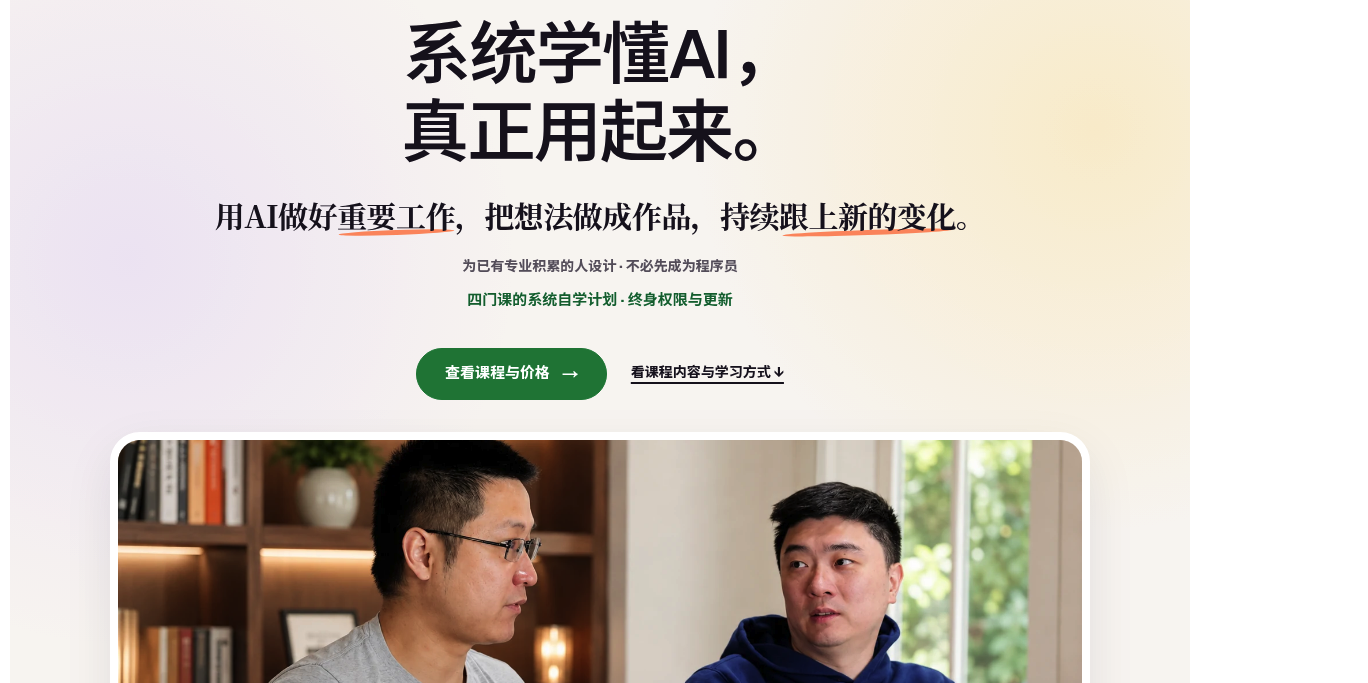 系统学懂AI，
真正用起来。
用AI做好重要工作，把想法做成作品，持续跟上新的变化。
为已有专业积累的人设计 · 不必先成为程序员
四门课的系统自学计划 · 终身权限与更新
查看课程与价格 →
看课程内容与学习方式 ↓